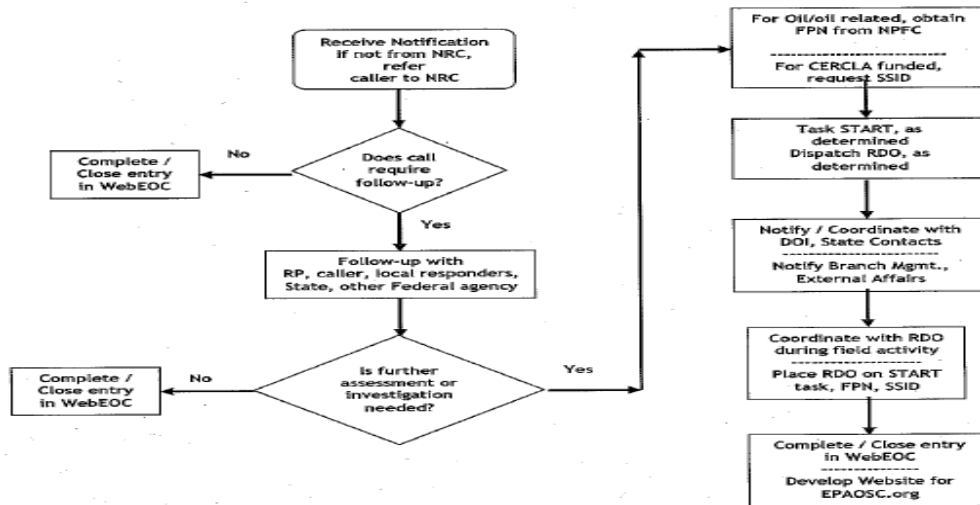 Receive Notification
if not from NRC,
refer
caller to NRC
Does call
require
follow-up?
No
Complete /
Close entry
in WebEOC
Yes
Follow-up with
RP, caller, local responders,
State, other Federal agency
Is further
assessment or
investigation
needed?
No
Complete /
Close entry
in WebEOC
Yes
For Oil/oil related, obtain
FPN from NPFC
For CERCLA funded,
request SSID
Task START, as
determined
Dispatch RDO, as
determined
Notify / Coordinate with
DOI, State Contacts
Notify Branch Mgmt.,
External Affairs
Coordinate with RDO
during field activity
Place RDO on START
task, FPN, SSID
Complete / Close entry
in WebEOC
Develop Website for
EPAOSC.org